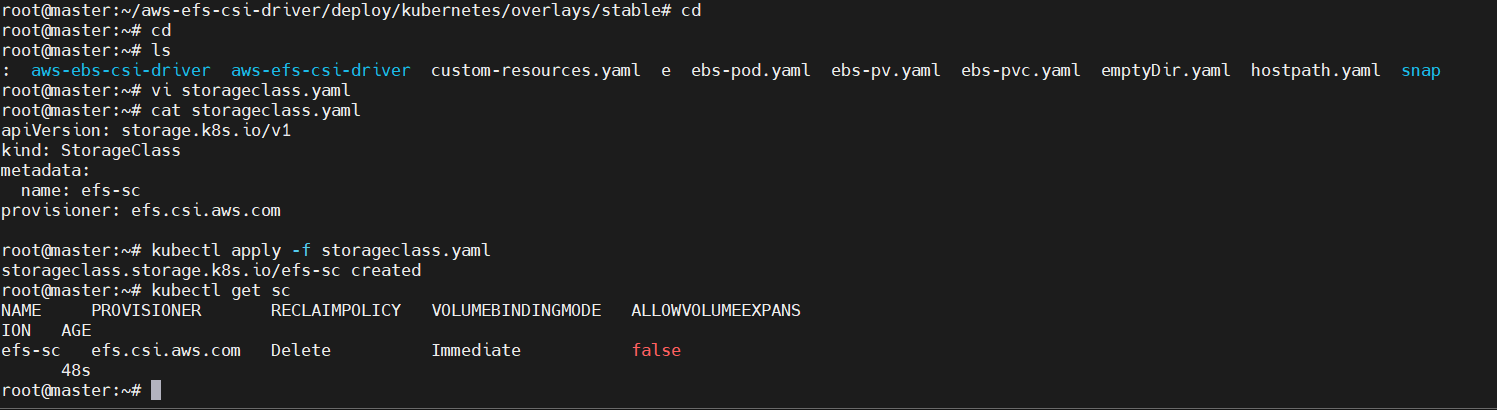 root@master:~/aws-efs-csi-driver/deploy/kubernetes/overlays/stable# cd
root@master:~# cd
root@master:~# ls
:  aws-ebs-csi-driver  aws-efs-csi-driver  custom-resources.yaml  e  ebs-pod.yaml  ebs-pv.yaml  ebs-pvc.yaml  emptyDir.yaml  hostpath.yaml  snap
root@master:~# vi storageclass.yaml
root@master:~# cat storageclass.yaml
apiVersion: storage.k8s.io/v1
kind: StorageClass
metadata:
  name: efs-sc
provisioner: efs.csi.aws.com

root@master:~# kubectl apply -f storageclass.yaml
storageclass.storage.k8s.io/efs-sc created
root@master:~# kubectl get sc
NAME     PROVISIONER       RECLAIMPOLICY   VOLUMEBINDINGMODE   ALLOWVOLUMEEXPANS
ION   AGE
efs-sc   efs.csi.aws.com   Delete          Immediate           false
      48s
root@master:~#